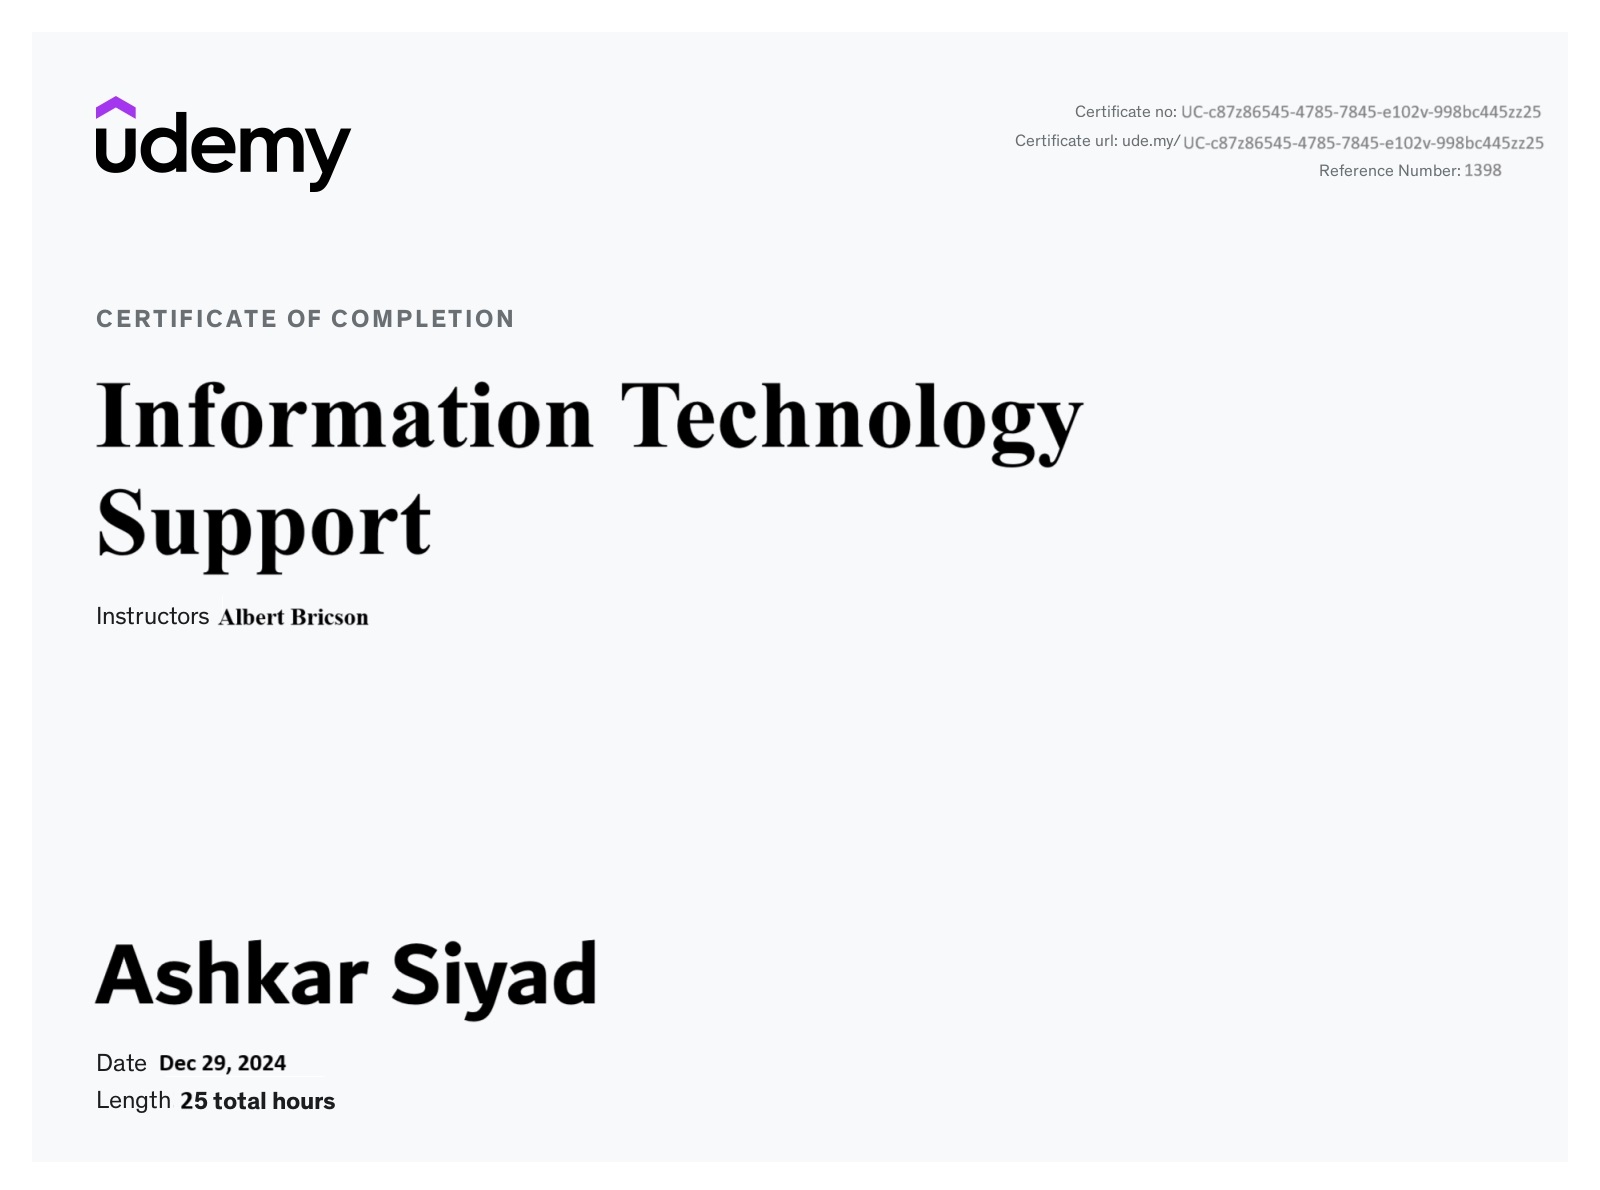 udemy
Certificate no: UC-c87z86545-4785-7845-e102v-998bc445zz25
Certificate url: ude.my/UC-c87z86545-4785-7845-e102v-998bc445zz25
Reference Number: 1398
CERTIFICATE OF COMPLETION
Information Technology
Support
Instructors Albert Bricson
Ashkar Siyad
Date Dec 29, 2024
Length 25 total hours